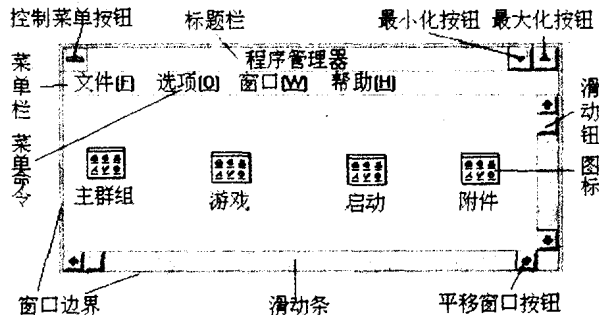 控制菜单按钮 标题栏 最小化按钮 最大化按钮
程序管理器
文件[F] 选项[O] 窗口[W] 帮助[H]
菜单栏
菜单命令
滑动钮
图标
主群组 游戏 启动 附件
窗口边界 滑动条 平移窗口按钮